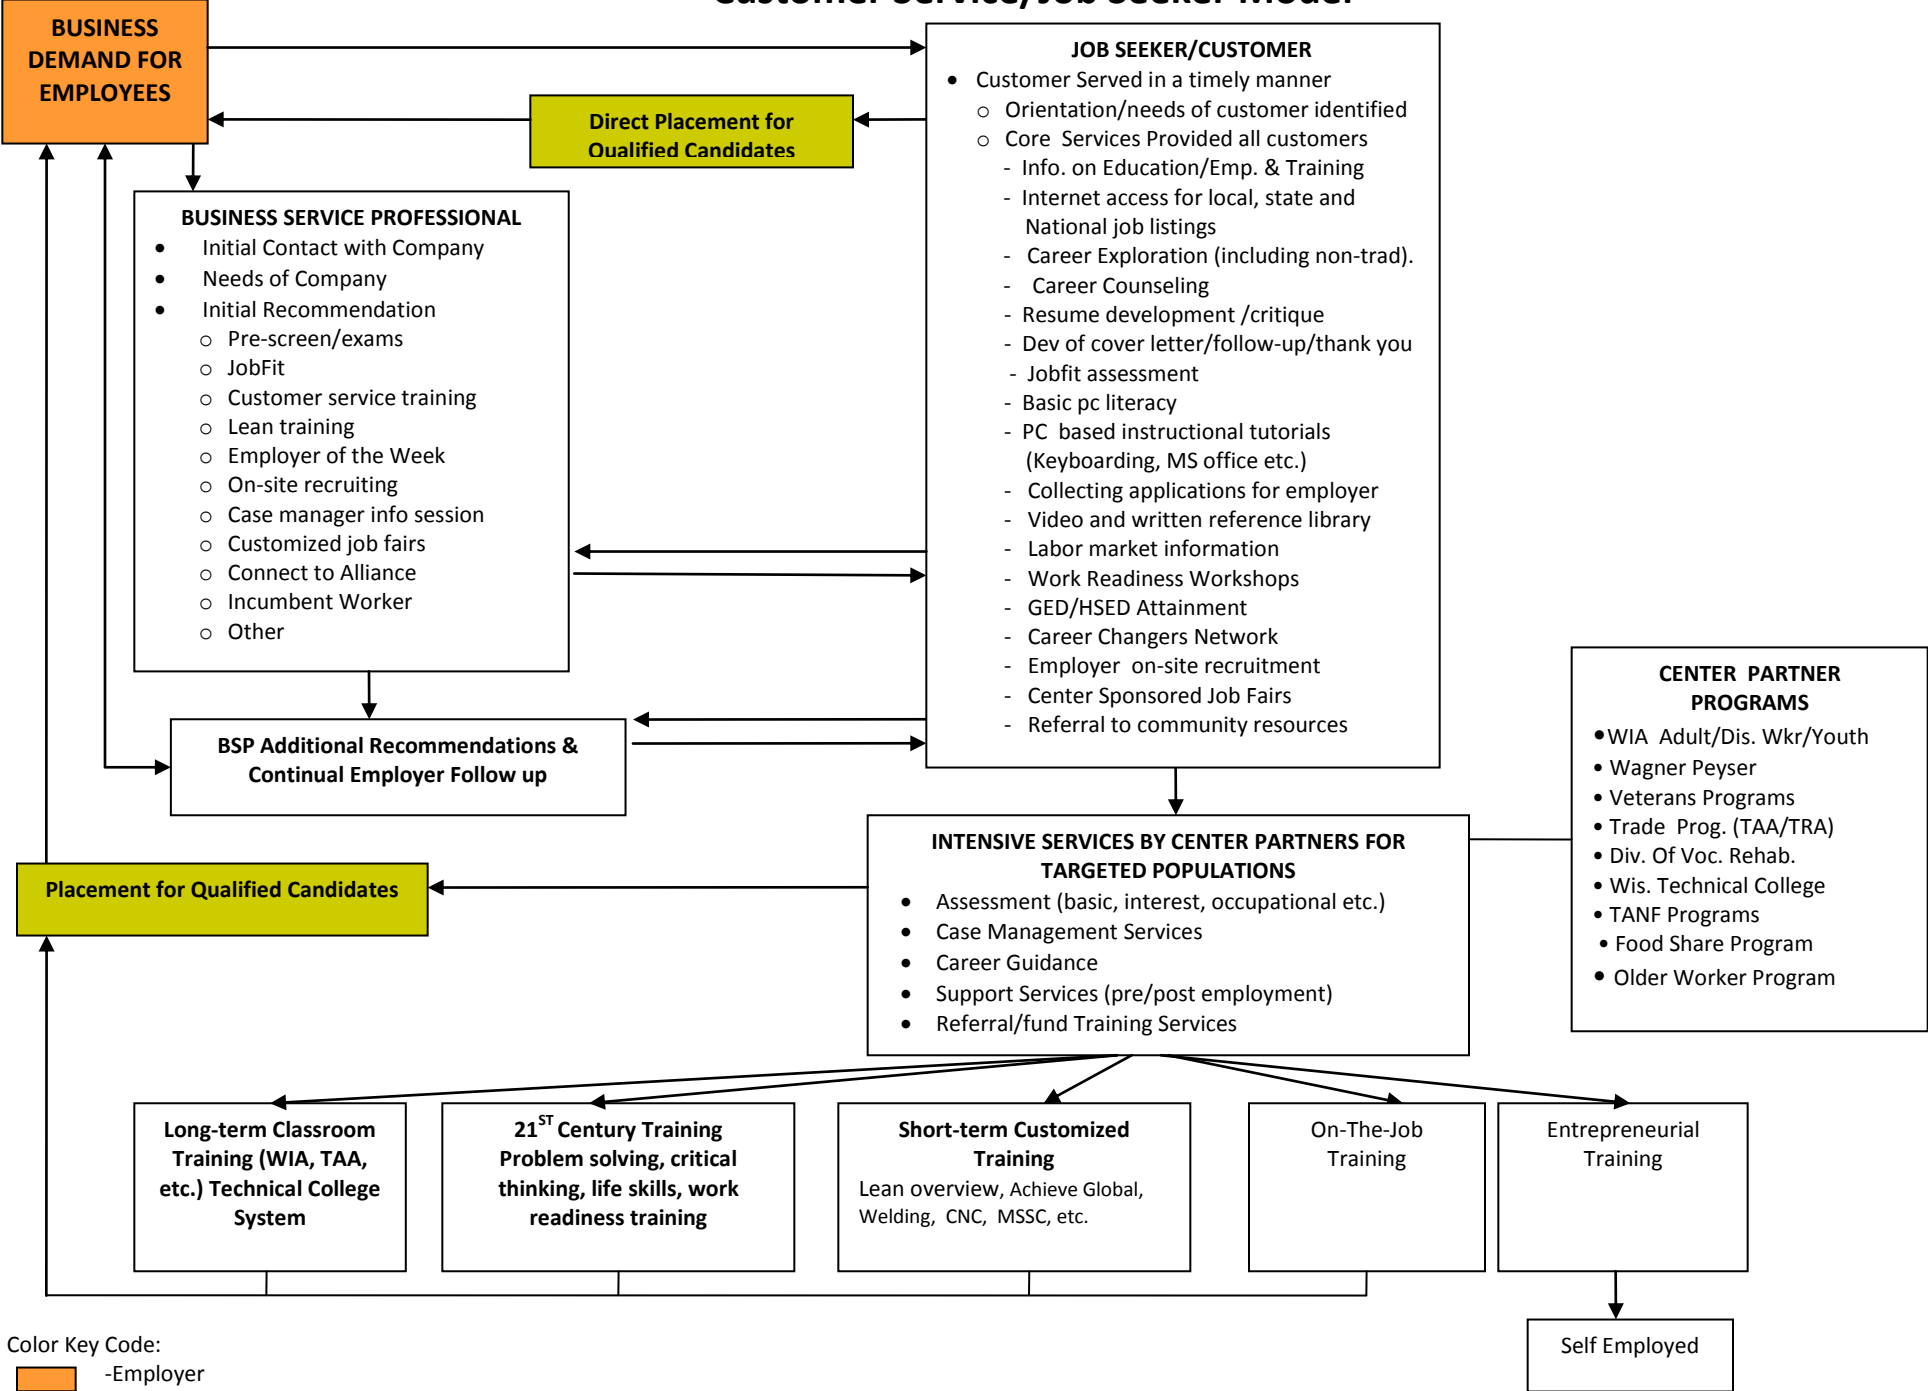 Customer Service/Job Seeker Model
BUSINESS
DEMAND FOR
EMPLOYEES
Direct Placement for
Qualified Candidates
JOB SEEKER/CUSTOMER
• Customer Served in a timely manner
o Orientation/needs of customer identified
o Core Services Provided all customers
- Info. on Education/Emp. & Training
- Internet access for local, state and
National job listings
- Career Exploration (including non-trad).
- Career Counseling
- Resume development /critique
- Dev of cover letter/follow-up/thank you
- Jobfit assessment
- Basic pc literacy
- PC based instructional tutorials
(Keyboarding, MS office etc.)
- Collecting applications for employer
- Video and written reference library
- Labor market information
- Work Readiness Workshops
- GED/HSED Attainment
- Career Changers Network
- Employer on-site recruitment
- Center Sponsored Job Fairs
- Referral to community resources
BUSINESS SERVICE PROFESSIONAL
• Initial Contact with Company
• Needs of Company
• Initial Recommendation
o Pre-screen/exams
o JobFit
o Customer service training
o Lean training
o Employer of the Week
o On-site recruiting
o Case manager info session
o Customized job fairs
o Connect to Alliance
o Incumbent Worker
o Other
BSP Additional Recommendations &
Continual Employer Follow up
CENTER PARTNER
PROGRAMS
• WIA Adult/Dis. Wkr/Youth
• Wagner Peyser
• Veterans Programs
• Trade Prog. (TAA/TRA)
• Div. Of Voc. Rehab.
• Wis. Technical College
• TANF Programs
• Food Share Program
• Older Worker Program
INTENSIVE SERVICES BY CENTER PARTNERS FOR
TARGETED POPULATIONS
• Assessment (basic, interest, occupational etc.)
• Case Management Services
• Career Guidance
• Support Services (pre/post employment)
• Referral/fund Training Services
Placement for Qualified Candidates
Long-term Classroom
Training (WIA, TAA,
etc.) Technical College
System
21ST Century Training
Problem solving, critical
thinking, life skills, work
readiness training
Short-term Customized
Training
Lean overview, Achieve Global,
Welding, CNC, MSSC, etc.
On-The-Job
Training
Entrepreneurial
Training
Self Employed
Color Key Code:
-Employer